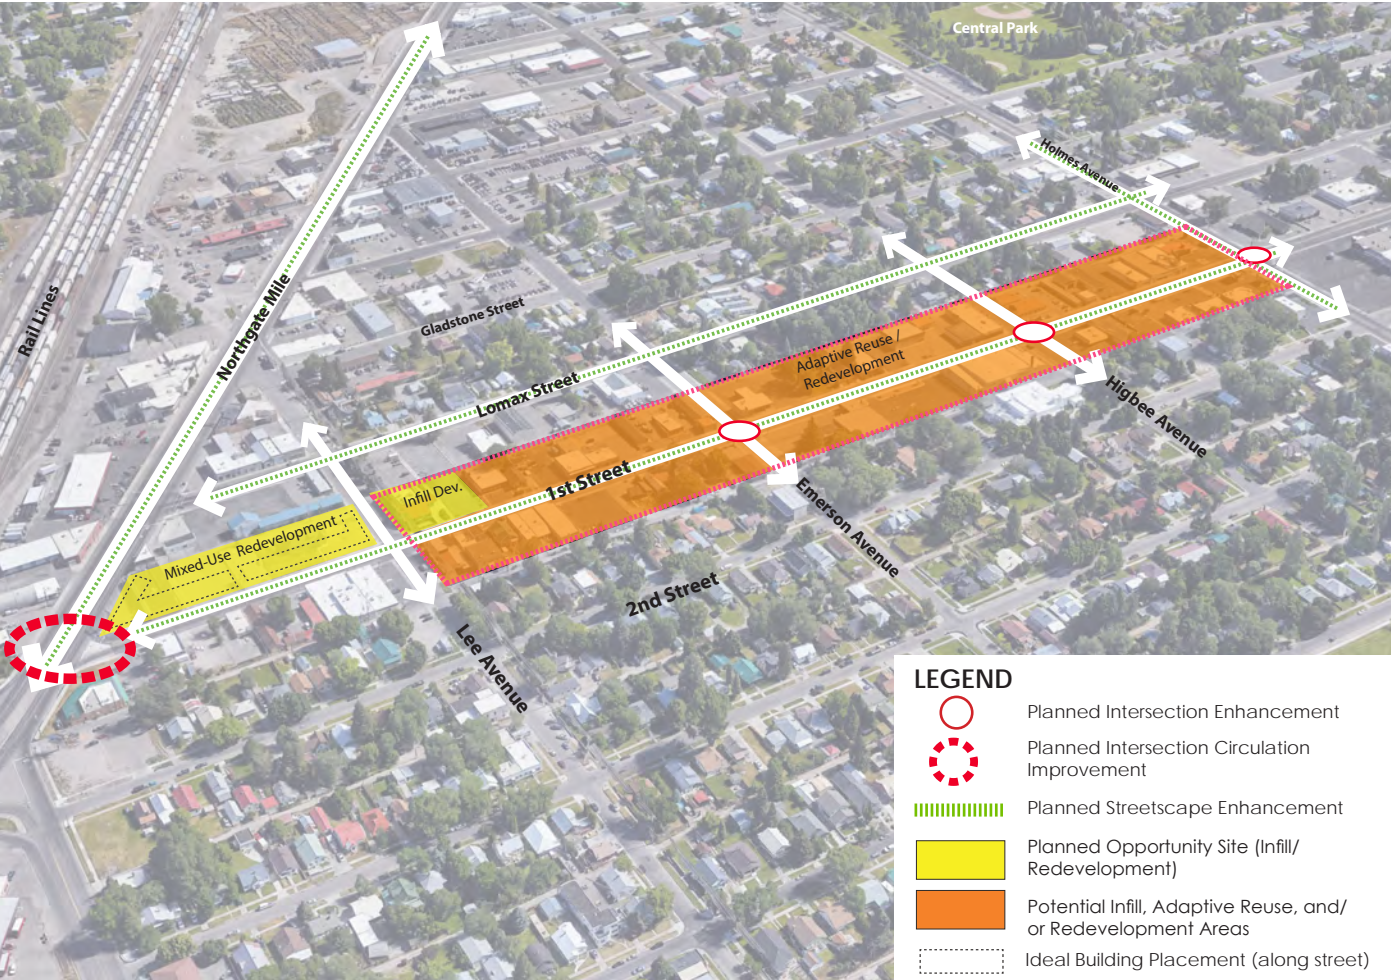 Central Park
Holmes Avenue
Rail Lines
Northgate Mile
Gladstone Street
Lomax Street
Adaptive Reuse /
Redevelopment
Higbee Avenue
Infill Dev.
1st Street
Emerson Avenue
Mixed-Use Redevelopment
2nd Street
Lee Avenue
LEGEND
Planned Intersection Enhancement
Planned Intersection Circulation
Improvement
Planned Streetscape Enhancement
Planned Opportunity Site (Infill/
Redevelopment)
Potential Infill, Adaptive Reuse, and/
or Redevelopment Areas
Ideal Building Placement (along street)